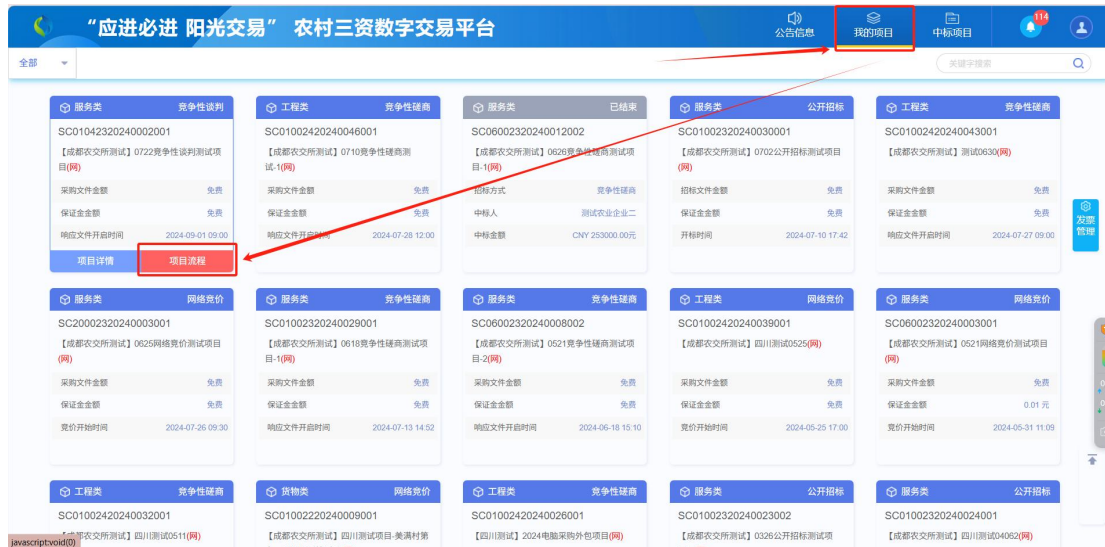 “应进必进 阳光交易” 农村三资数字交易平台
公告信息
我的项目
中标项目
114
全部
关键字搜索
服务类 竞争性谈判
SC01042320240002001
【成都农交所测试】0722竞争性谈判测试项
目(网)
采购文件金额 免费
保证金金额 免费
响应文件开启时间 2024-09-01 09:00
项目详情 项目流程
工程类 竞争性磋商
SC01002420240046001
【成都农交所测试】0710竞争性磋商测
试-1(网)
采购文件金额 免费
保证金金额 免费
响应文件开启时间 2024-07-28 12:00
服务类 已结束
SC06002320240012002
【成都农交所测试】0626竞争性磋商测试项
目-1(网)
招标方式 竞争性磋商
中标人 测试农业企业二
中标金额 CNY 253000.00元
服务类 公开招标
SC01002320240030001
【成都农交所测试】0702公开招标测试项目
(网)
招标文件金额 免费
保证金金额 免费
开标时间 2024-07-10 17:42
工程类 竞争性磋商
SC01002420240043001
【成都农交所测试】测试0630(网)
采购文件金额 免费
保证金金额 免费
响应文件开启时间 2024-07-27 09:00
发票
管理
服务类 网络竞价
SC20002320240003001
【成都农交所测试】0625网络竞价测试项目
(网)
采购文件金额 免费
保证金金额 免费
竞价开始时间 2024-07-26 09:30
服务类 竞争性磋商
SC01002320240029001
【成都农交所测试】0618竞争性磋商测试项
目-1(网)
采购文件金额 免费
保证金金额 免费
响应文件开启时间 2024-07-13 14:52
服务类 竞争性磋商
SC06002320240008002
【成都农交所测试】0521竞争性磋商测试项
目-2(网)
采购文件金额 免费
保证金金额 免费
响应文件开启时间 2024-06-18 15:10
工程类 网络竞价
SC01002420240039001
【成都农交所测试】四川测试0525(网)
采购文件金额 免费
保证金金额 免费
竞价开始时间 2024-05-25 17:00
服务类 网络竞价
SC06002320240003001
【成都农交所测试】0521网络竞价测试项目
(网)
采购文件金额 免费
保证金金额 0.01 元
竞价开始时间 2024-05-31 11:09
工程类 竞争性磋商
SC01002420240032001
农交所测试】四川测试0511(网)
货物类 网络竞价
SC01002220240009001
【成都农交所测试】四川测试项目-美满村第
工程类 竞争性磋商
SC01002420240026001
【四川测试】2024电脑采购外包项目(网)
服务类 公开招标
SC01002320240023002
【成都农交所测试】0326公开招标测试项
服务类 公开招标
SC01002320240024001
【成都农交所测试】四川测试04062(网)
javascript:void(0)